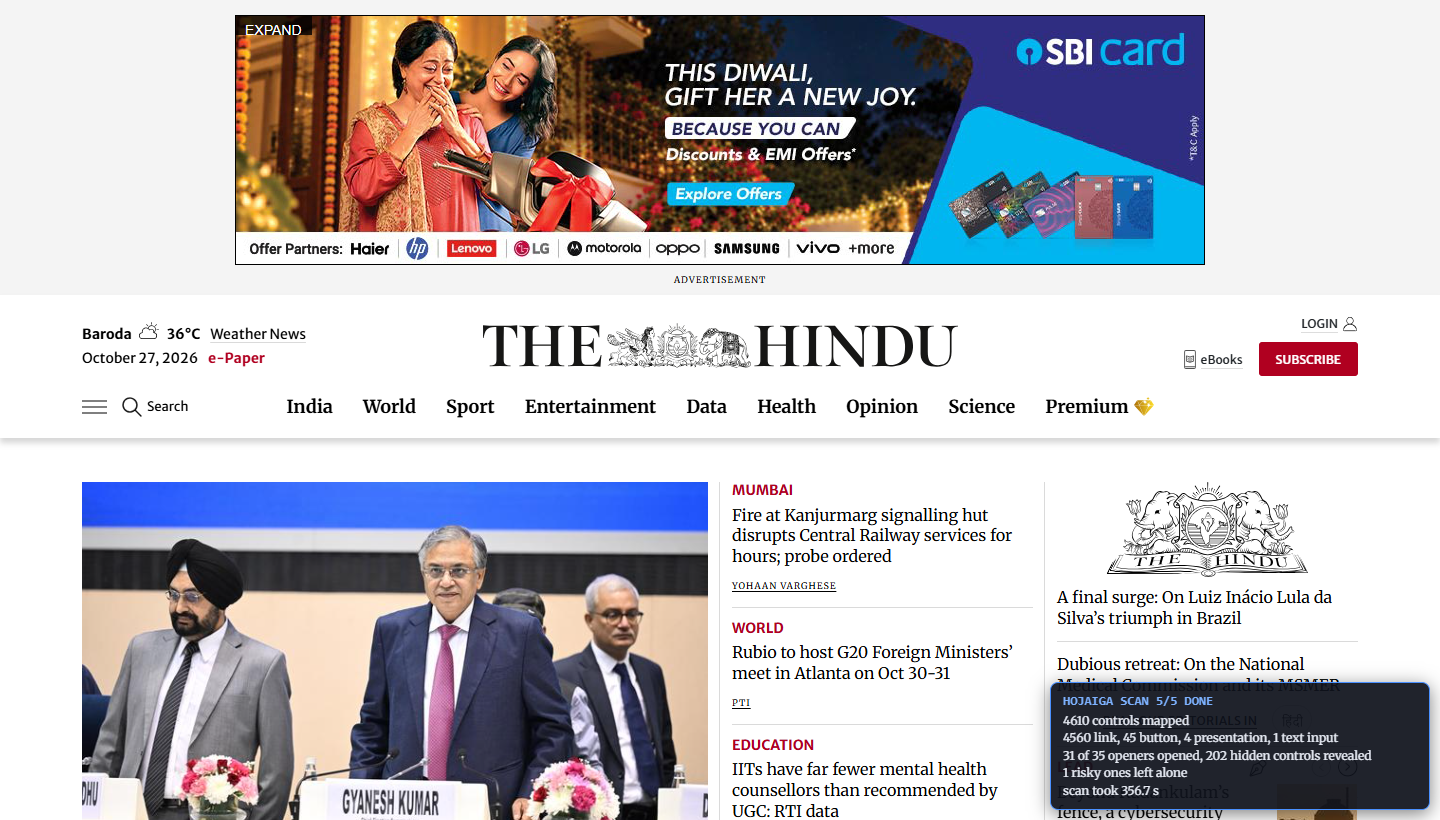 EXPAND
THIS DIWALI,
GIFT HER A NEW JOY.
BECAUSE YOU CAN
Discounts & EMI Offers*
Explore Offers
SBI card
*T&C Apply
Offer Partners: Haier hp Lenovo LG motorola oppo SAMSUNG vivo +more
ADVERTISEMENT
Baroda 36°C Weather News
October 27, 2026 e-Paper
THE HINDU
LOGIN
eBooks SUBSCRIBE
Search
India World Sport Entertainment Data Health Opinion Science Premium
GYANESH KUMAR
MUMBAI
Fire at Kanjurmarg signalling hut
disrupts Central Railway services for
hours; probe ordered
YOHAAN VARGHESE
WORLD
Rubio to host G20 Foreign Ministers’
meet in Atlanta on Oct 30-31
PTI
EDUCATION
IITs have far fewer mental health
counsellors than recommended by
UGC: RTI data
THE HINDU
A final surge: On Luiz Inácio Lula da
Silva’s triumph in Brazil
Dubious retreat: On the National
Medical Commission and its MSMER
HOJAIGA SCAN 5/5 DONE
4610 controls mapped
4560 link, 45 button, 4 presentation, 1 text input
31 of 35 openers opened, 202 hidden controls revealed
1 risky ones left alone
scan took 356.7 s
fence, a cybersecurity